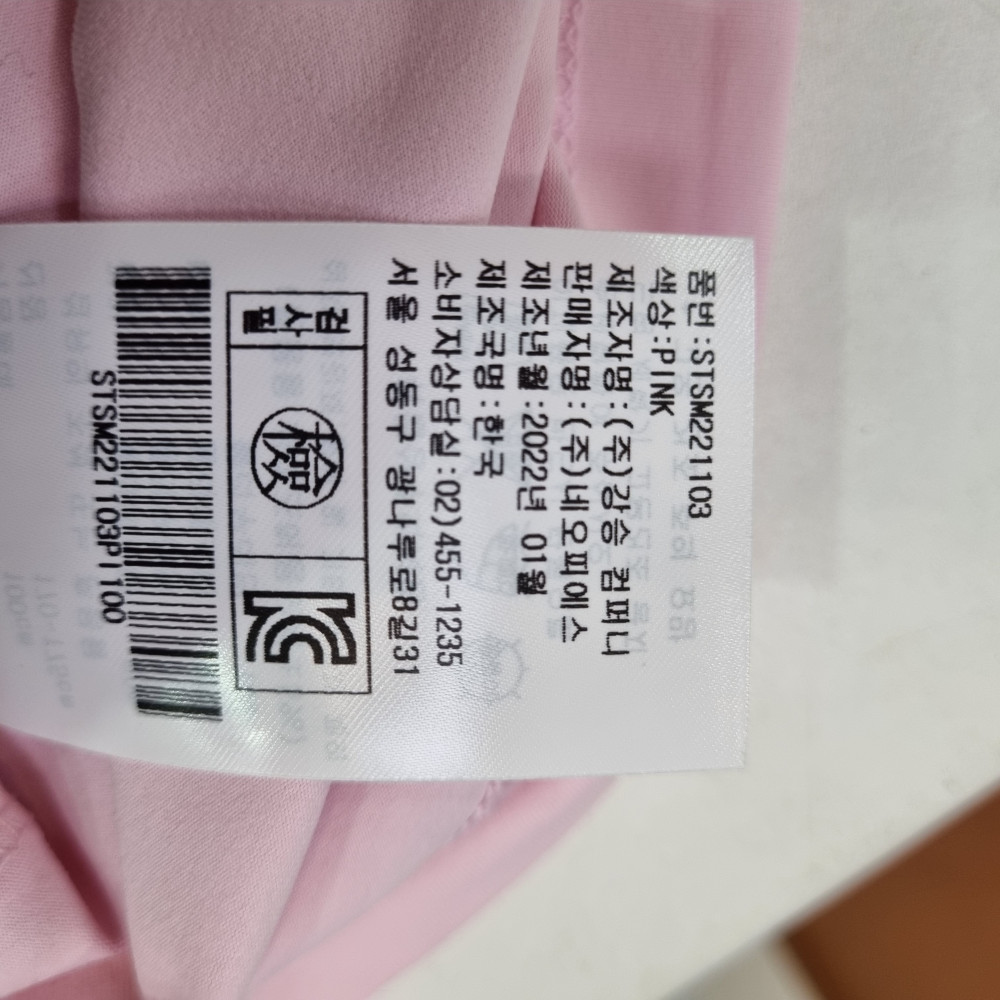 품번:STSM221103
색상:PINK
제조자명:(주)강승 컴퍼니
판매자명:(주)네오피에스
제조년월:2022년 01월
제조국명:한국
소비자상담실:02)455-1235
서울 성동구 광나루로8길31
검사필
檢
KC
STSM221103PI100